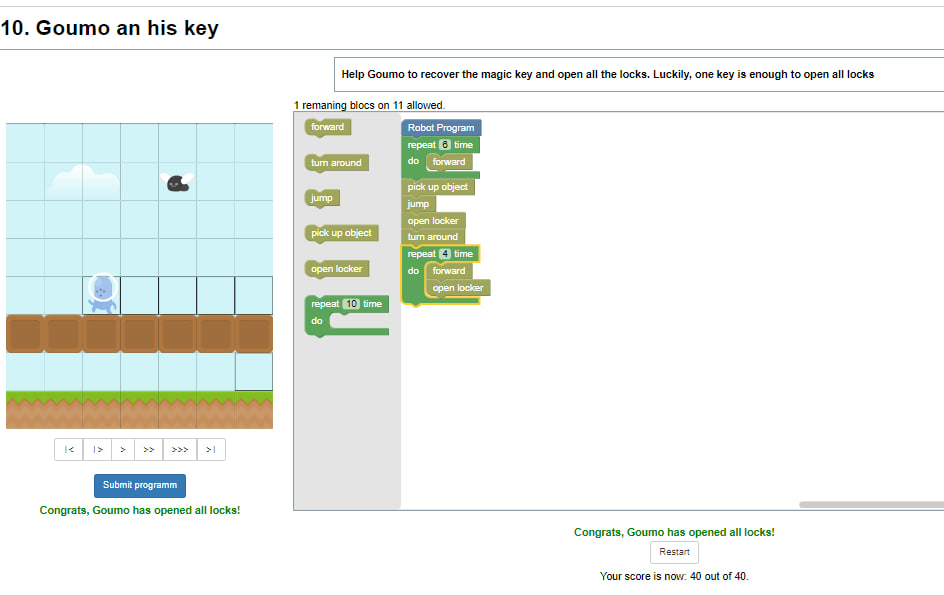 10. Goumo an his key
Help Goumo to recover the magic key and open all the locks. Luckily, one key is enough to open all locks
1 remaning blocs on 11 allowed.
forward
turn around
jump
pick up object
open locker
repeat 10 time
do
Robot Program
repeat 6 time
do forward
pick up object
jump
open locker
turn around
repeat 4 time
do forward
open locker
|< |> > >> >>> >|
Submit programm
Congrats, Goumo has opened all locks!
Congrats, Goumo has opened all locks!
Restart
Your score is now: 40 out of 40.